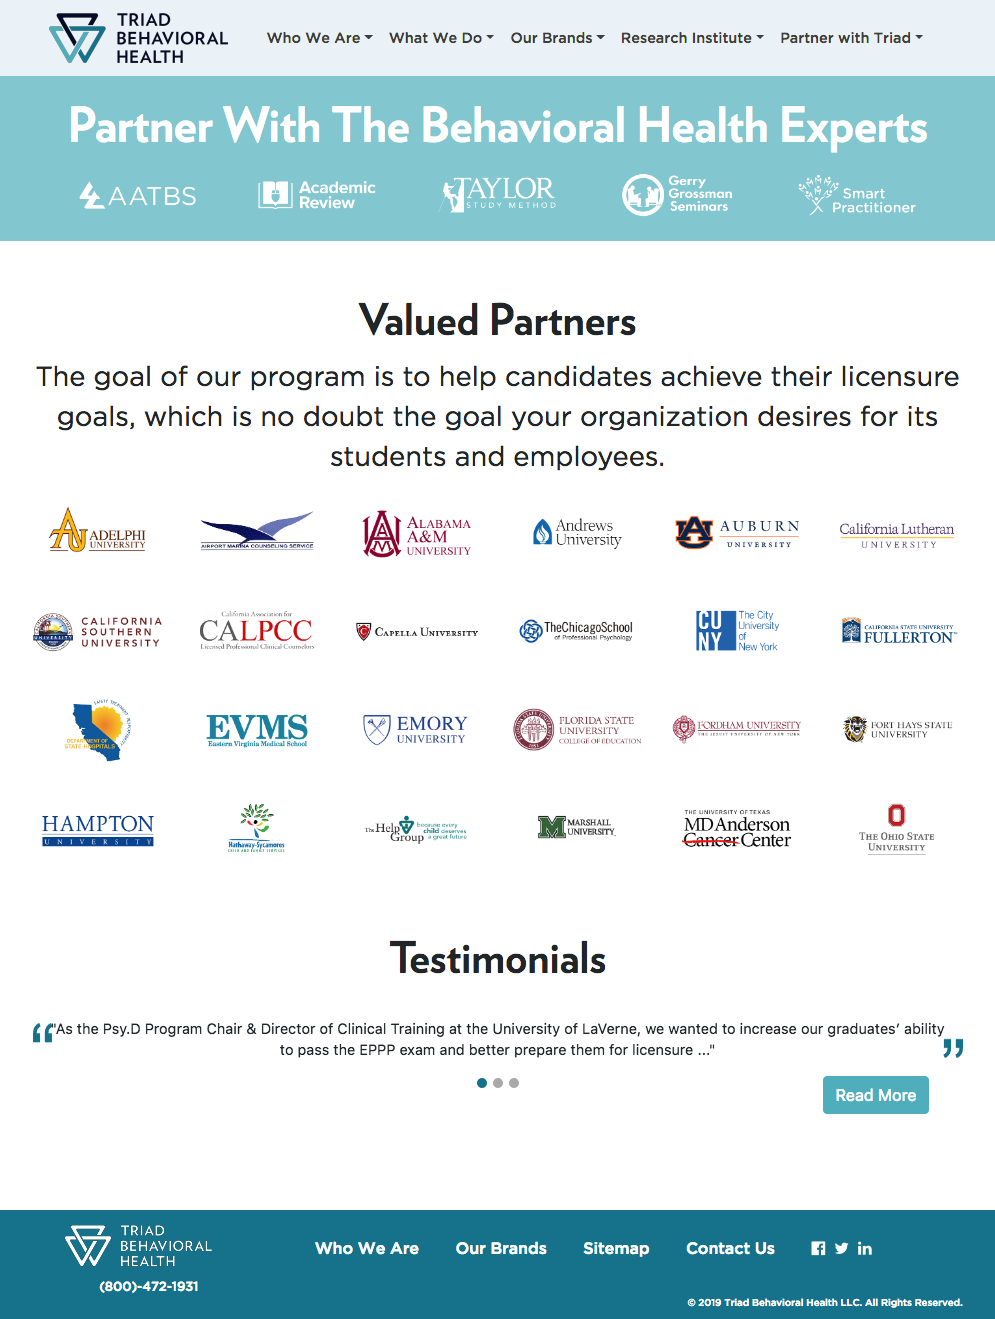 TRIAD
BEHAVIORAL
HEALTH
Who We Are
What We Do
Our Brands
Research Institute
Partner with Triad
Partner With The Behavioral Health Experts
AATBS
Academic
Review
TAYLOR
STUDY METHOD
Gerry
Grossman
Seminars
Smart
Practitioner
Valued Partners
The goal of our program is to help candidates achieve their licensure
goals, which is no doubt the goal your organization desires for its
students and employees.
ADELPHI
UNIVERSITY
AIRPORT MARINA COUNSELING SERVICE
ALABAMA
A&M
UNIVERSITY
Andrews
University
AUBURN
UNIVERSITY
California Lutheran
UNIVERSITY
CALIFORNIA
SOUTHERN
UNIVERSITY
California Association for
CALPCC
Licensed Professional Clinical Counselors
CAPELLA UNIVERSITY
TheChicagoSchool
of Professional Psychology
CU
NY
The City
University
of
New York
CALIFORNIA STATE UNIVERSITY
FULLERTON™
DEPARTMENT OF
STATE HOSPITALS
EVMS
Eastern Virginia Medical School
EMORY
UNIVERSITY
FLORIDA STATE
UNIVERSITY
COLLEGE OF EDUCATION
FORDHAM UNIVERSITY
THE JESUIT UNIVERSITY OF NEW YORK
FORT HAYS STATE
UNIVERSITY
HAMPTON
UNIVERSITY
Hathaway-Sycamores
CHILD AND FAMILY SERVICES
The Help
Group
because every
child deserves
a great future
M
MARSHALL
UNIVERSITY
THE UNIVERSITY OF TEXAS
MD Anderson
Cancer Center
THE OHIO STATE
UNIVERSITY
Testimonials
"As the Psy.D Program Chair & Director of Clinical Training at the University of LaVerne, we wanted to increase our graduates' ability
to pass the EPPP exam and better prepare them for licensure ..."
Read More
TRIAD
BEHAVIORAL
HEALTH
(800)-472-1931
Who We Are
Our Brands
Sitemap
Contact Us
© 2019 Triad Behavioral Health LLC. All Rights Reserved.